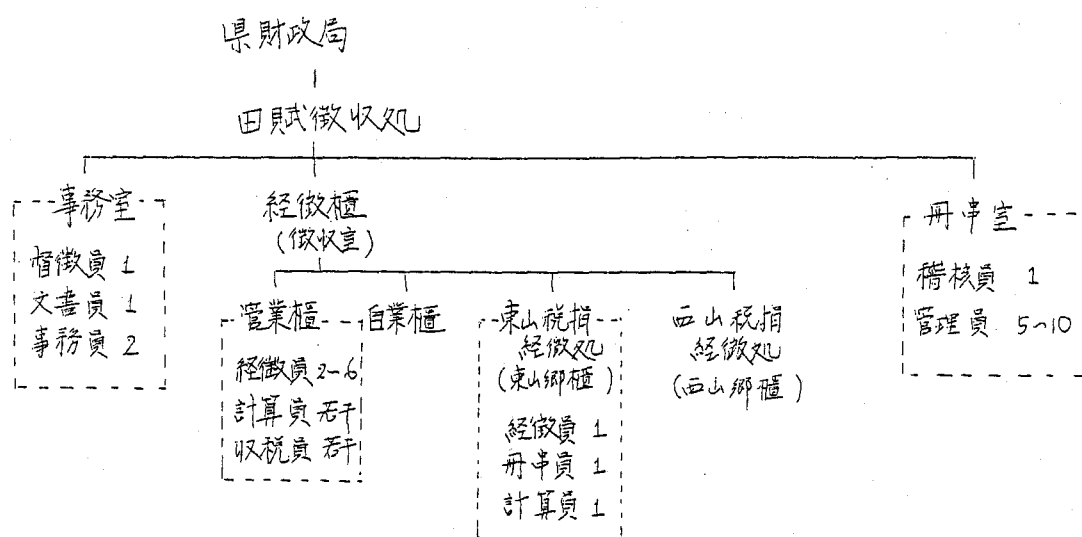 県財政局
田賦徴収処
事務室
督徴員 1
文書員 1
事務員 2
経徴櫃
(徴収室)
管業櫃
経徴員 2~6
計算員 若干
収税員 若干
自業櫃
東山税捐
経徴処
(東山郷櫃)
経徴員 1
冊串員 1
計算員 1
西山税捐
経徴処
(西山郷櫃)
冊串室
稽核員 1
管理員 5~10